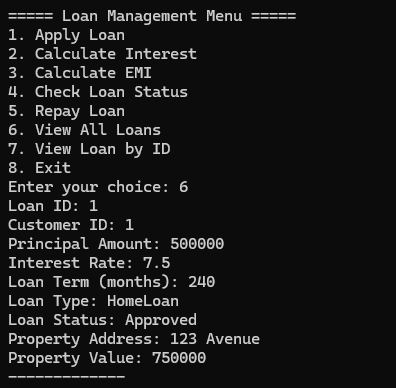 ===== Loan Management Menu =====
1. Apply Loan
2. Calculate Interest
3. Calculate EMI
4. Check Loan Status
5. Repay Loan
6. View All Loans
7. View Loan by ID
8. Exit
Enter your choice: 6
Loan ID: 1
Customer ID: 1
Principal Amount: 500000
Interest Rate: 7.5
Loan Term (months): 240
Loan Type: HomeLoan
Loan Status: Approved
Property Address: 123 Avenue
Property Value: 750000
-------------